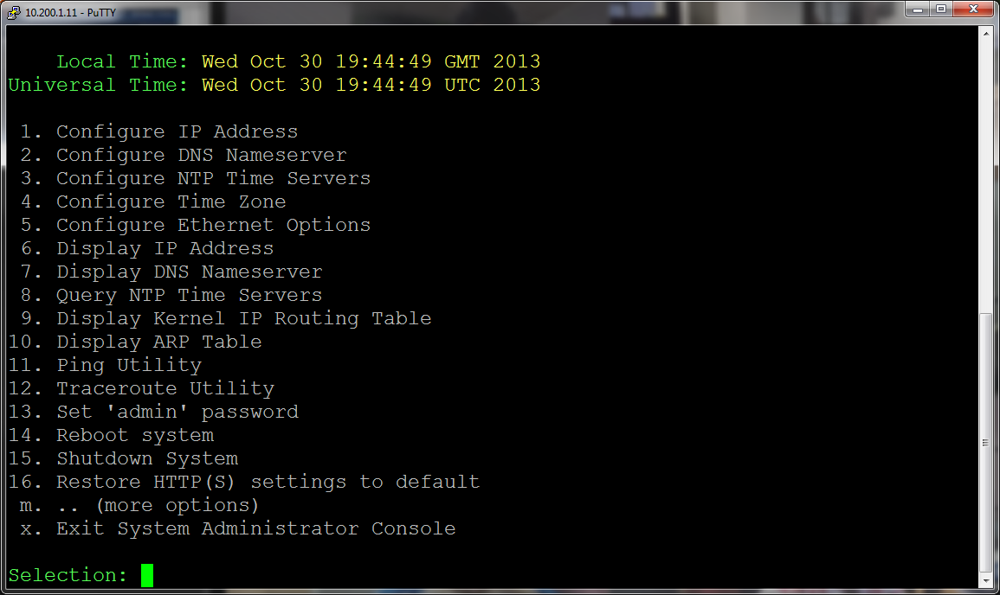 10.200.1.11 - PuTTY
Local Time: Wed Oct 30 19:44:49 GMT 2013
Universal Time: Wed Oct 30 19:44:49 UTC 2013
1. Configure IP Address
2. Configure DNS Nameserver
3. Configure NTP Time Servers
4. Configure Time Zone
5. Configure Ethernet Options
6. Display IP Address
7. Display DNS Nameserver
8. Query NTP Time Servers
9. Display Kernel IP Routing Table
10. Display ARP Table
11. Ping Utility
12. Traceroute Utility
13. Set 'admin' password
14. Reboot system
15. Shutdown System
16. Restore HTTP(S) settings to default
m. .. (more options)
x. Exit System Administrator Console
Selection: